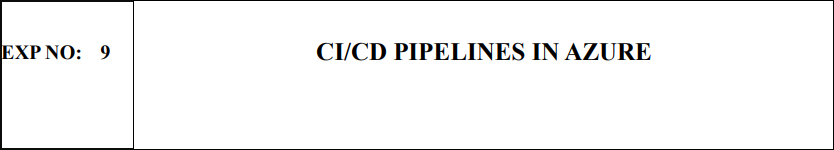 EXP NO: 9
CI/CD PIPELINES IN AZURE